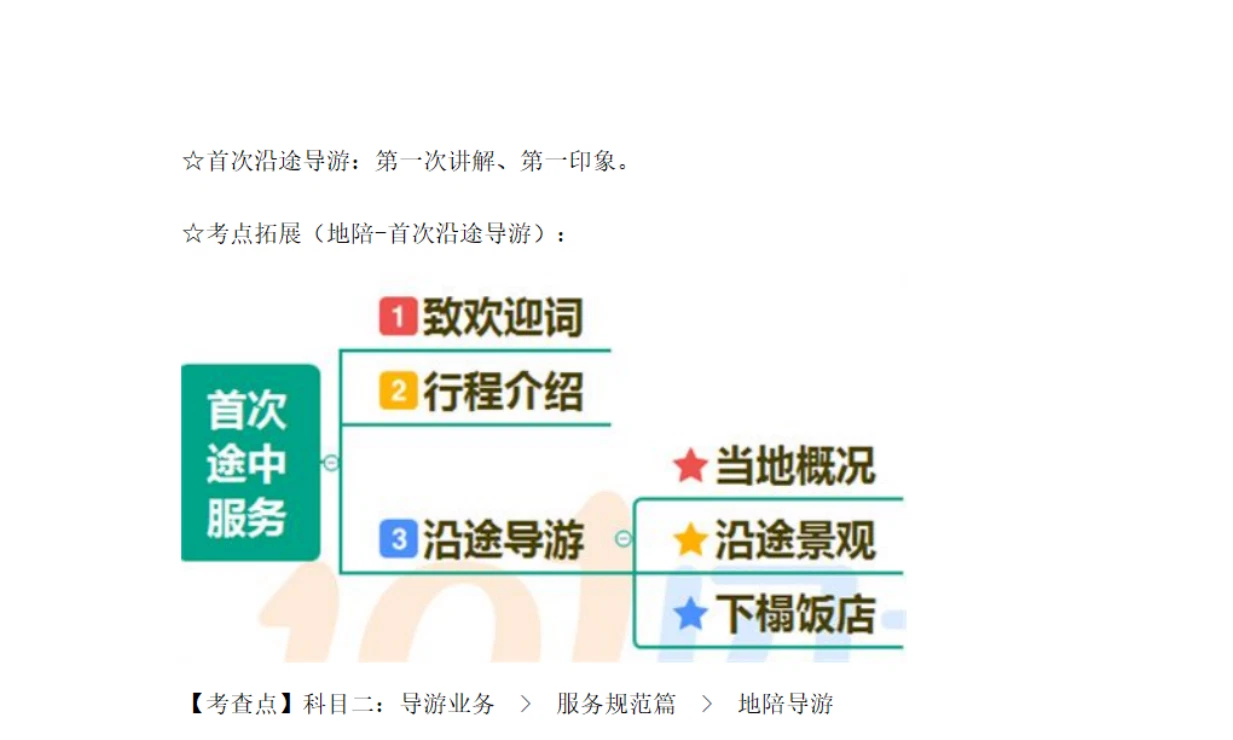 ☆首次沿途导游：第一次讲解、第一印象。
☆考点拓展（地陪-首次沿途导游）：
首次
途中
服务
1 致欢迎词
2 行程介绍
3 沿途导游
★当地概况
★沿途景观
★下榻饭店
【考查点】科目二：导游业务 > 服务规范篇 > 地陪导游